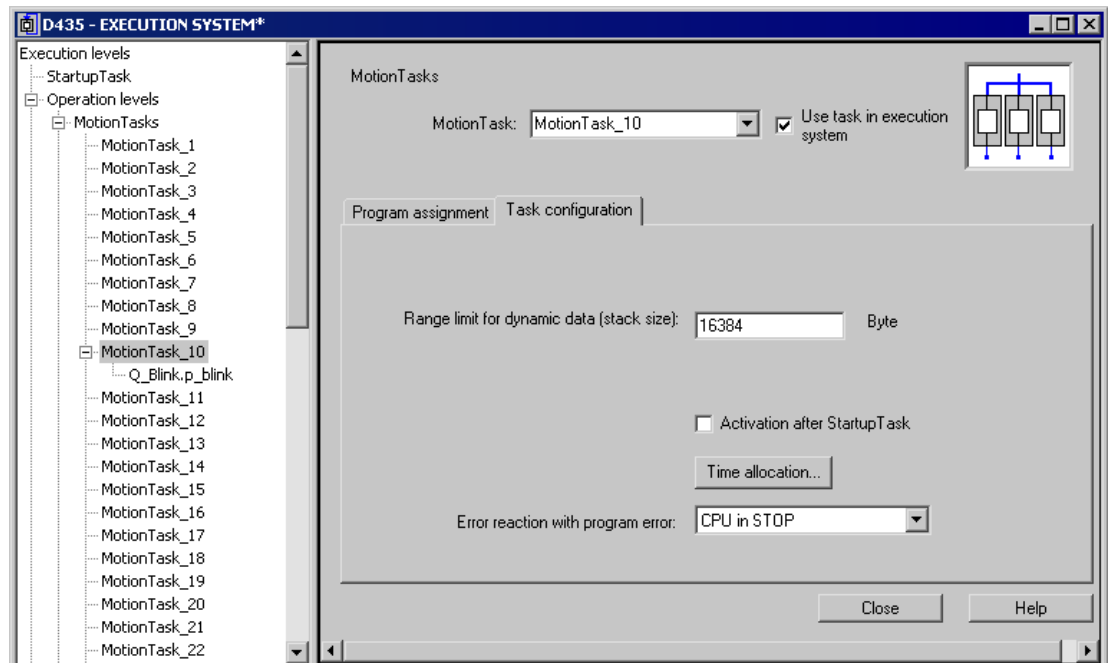 D435 - EXECUTION SYSTEM*
Execution levels
StartupTask
Operation levels
MotionTasks
MotionTask_1
MotionTask_2
MotionTask_3
MotionTask_4
MotionTask_5
MotionTask_6
MotionTask_7
MotionTask_8
MotionTask_9
MotionTask_10
Q_Blink.p_blink
MotionTask_11
MotionTask_12
MotionTask_13
MotionTask_14
MotionTask_15
MotionTask_16
MotionTask_17
MotionTask_18
MotionTask_19
MotionTask_20
MotionTask_21
MotionTask_22
MotionTasks
MotionTask: MotionTask_10 Use task in execution
system
Program assignment Task configuration
Range limit for dynamic data (stack size): 16384 Byte
Activation after StartupTask
Time allocation...
Error reaction with program error: CPU in STOP
Close Help